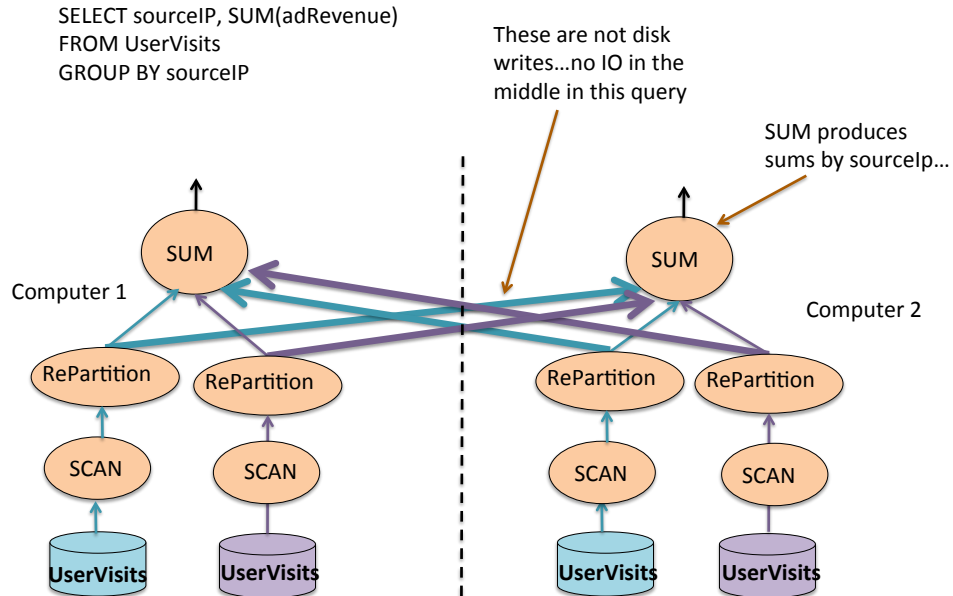 SELECT sourceIP, SUM(adRevenue)
FROM UserVisits
GROUP BY sourceIP
These are not disk
writes...no IO in the
middle in this query
SUM produces
sums by sourceIp...
SUM
SUM
Computer 1
Computer 2
RePartition
RePartition
RePartition
RePartition
SCAN
SCAN
SCAN
SCAN
UserVisits
UserVisits
UserVisits
UserVisits